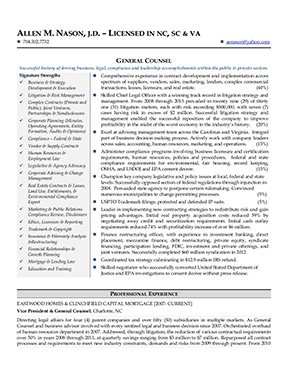 ALLEN M. NASON, J.D. – LICENSED IN NC, SC & VA
704.302.7732
amnson@yahoo.com
GENERAL COUNSEL
Successful history of driving business, legal, compliance and leadership accomplishments within the public & private sectors.
Signature Strengths
Business & Strategy Development & Execution
Litigation & Risk Management
Complex Contracts (Private and Public); Joint Ventures, Partnerships & Nondisclosures
Corporate Planning (Minutes, Operating Agreements, Entity Formation, Audits & Opinions)
Compliance – Federal & State
Vendor & Supply Contracts
Human Resources & Employment Law
Legislative & Agency Advocacy
Corporate Advising & Change Management
Real Estate Contracts & Leases, Land Use, Entitlements, & Environmental Compliance Expert
Marketing & Public Relations Compliance Review, Disclaimers
Ethics, Licensure & Reporting
Trademark & Copyright
Insurance & Warranty Analysis (Restructuring)
Financial Relationships & Growth Planning
Mortgage & Lending Law
Education and Training
Comprehensive experience in contract development and implementation across spectrum of suppliers, vendors, sales, marketing, lenders, complex commercial transactions, leases, licensure, and real estate. (40%)
Skilled Chief Legal Officer with a winning track record in litigation strategy and management. From 2008 through 2013 prevailed in twenty nine (29) of thirty one (31) litigation matters, each with risk exceeding $500,000 with seven (7) cases having risk in excess of $2 million. Successful litigation strategy and management enabled the successful reposition of the company to improve profits in the midst of the worst economy in the industry's history. (20%)
Excel at advising management team across the Carolinas and Virginia. Integral part of business decision making process. Actively work with company leaders across sales, accounting, marketing, human resources, and operations. (15%)
Administer compliance programs involving business licensing and certification requirements, human resources, policies and procedures, federal and state compliance requirements for environmental, fair housing, record keeping, OSHA, and USDOL and EPA consent decree. (10%)
Champion key company legislative and policy issues at local, federal and state levels. Successfully opposed section of federal regulations through injunction in 2008. Persuaded state agency to propose certain rulemaking. Convinced numerous municipalities to change permitting processes. (5%)
USPTO Trademark filings; protected and defended IP suits. (5%)
Leader in implementing new contracting strategies to redistribute risk and gain pricing advantages. Initial real property acquisition costs reduced 50% by negotiating away credit and securitization requirements. Initial cash outlay requirements reduced 74% with profitability increase of over $6 million.
Finance restructuring effort, with experience in investment banking, direct placement, mezzanine finance, debt restructuring, private equity, syndicate financing, participation lending, FDIC, investment and private offerings, and joint ventures. Successfully completed $60 million syndication in 2012.
Coordinated tax strategy culminating in $12.9 million IRS refund.
Skilled negotiator who successfully converted United States Department of Justice and EPA investigations to consent decree without press release.
PROFESSIONAL EXPERIENCE
EASTWOOD HOMES & CLINCHFIELD CAPITAL MORTGAGE [2007- CURRENT]
Vice President & General Counsel, Charlotte, NC
Directing legal affairs for four (4) parent companies and over fifty (50) subsidiaries in multiple markets. As General Counsel and business advisor involved with every sentinel legal and business decision since 2007. Orchestrated overhaul of human resources department in 2007. Addressed, through litigation, the reduction of various contractual requirements over 50% in years 2008 through 2011, at quarterly savings ranging from $3 million to $7 million. Repurposed all contract processes and requirements to meet new industry constraints, demands and risks from 2009 through present. From 2010